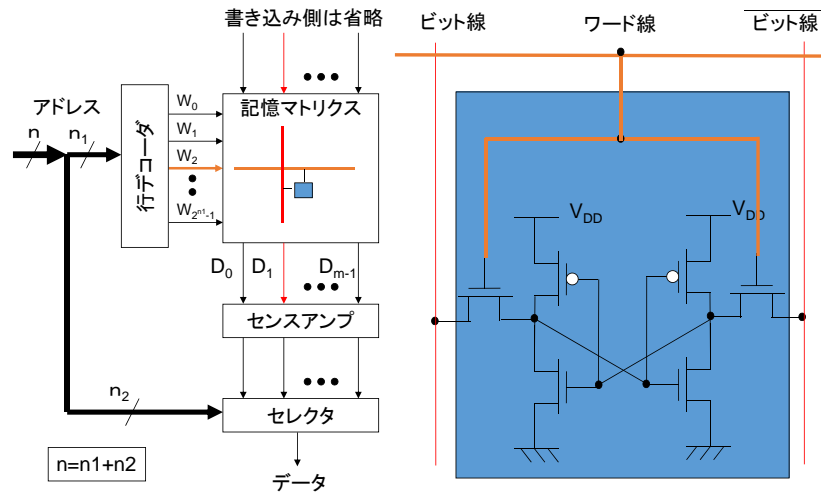 書き込み側は省略
アドレス
n
n1
行デコーダ
W0
W1
W2
W2n1-1
記憶マトリクス
D0
D1
Dm-1
センスアンプ
n2
セレクタ
n=n1+n2
データ
ビット線
ワード線
ビット線
VDD
VDD